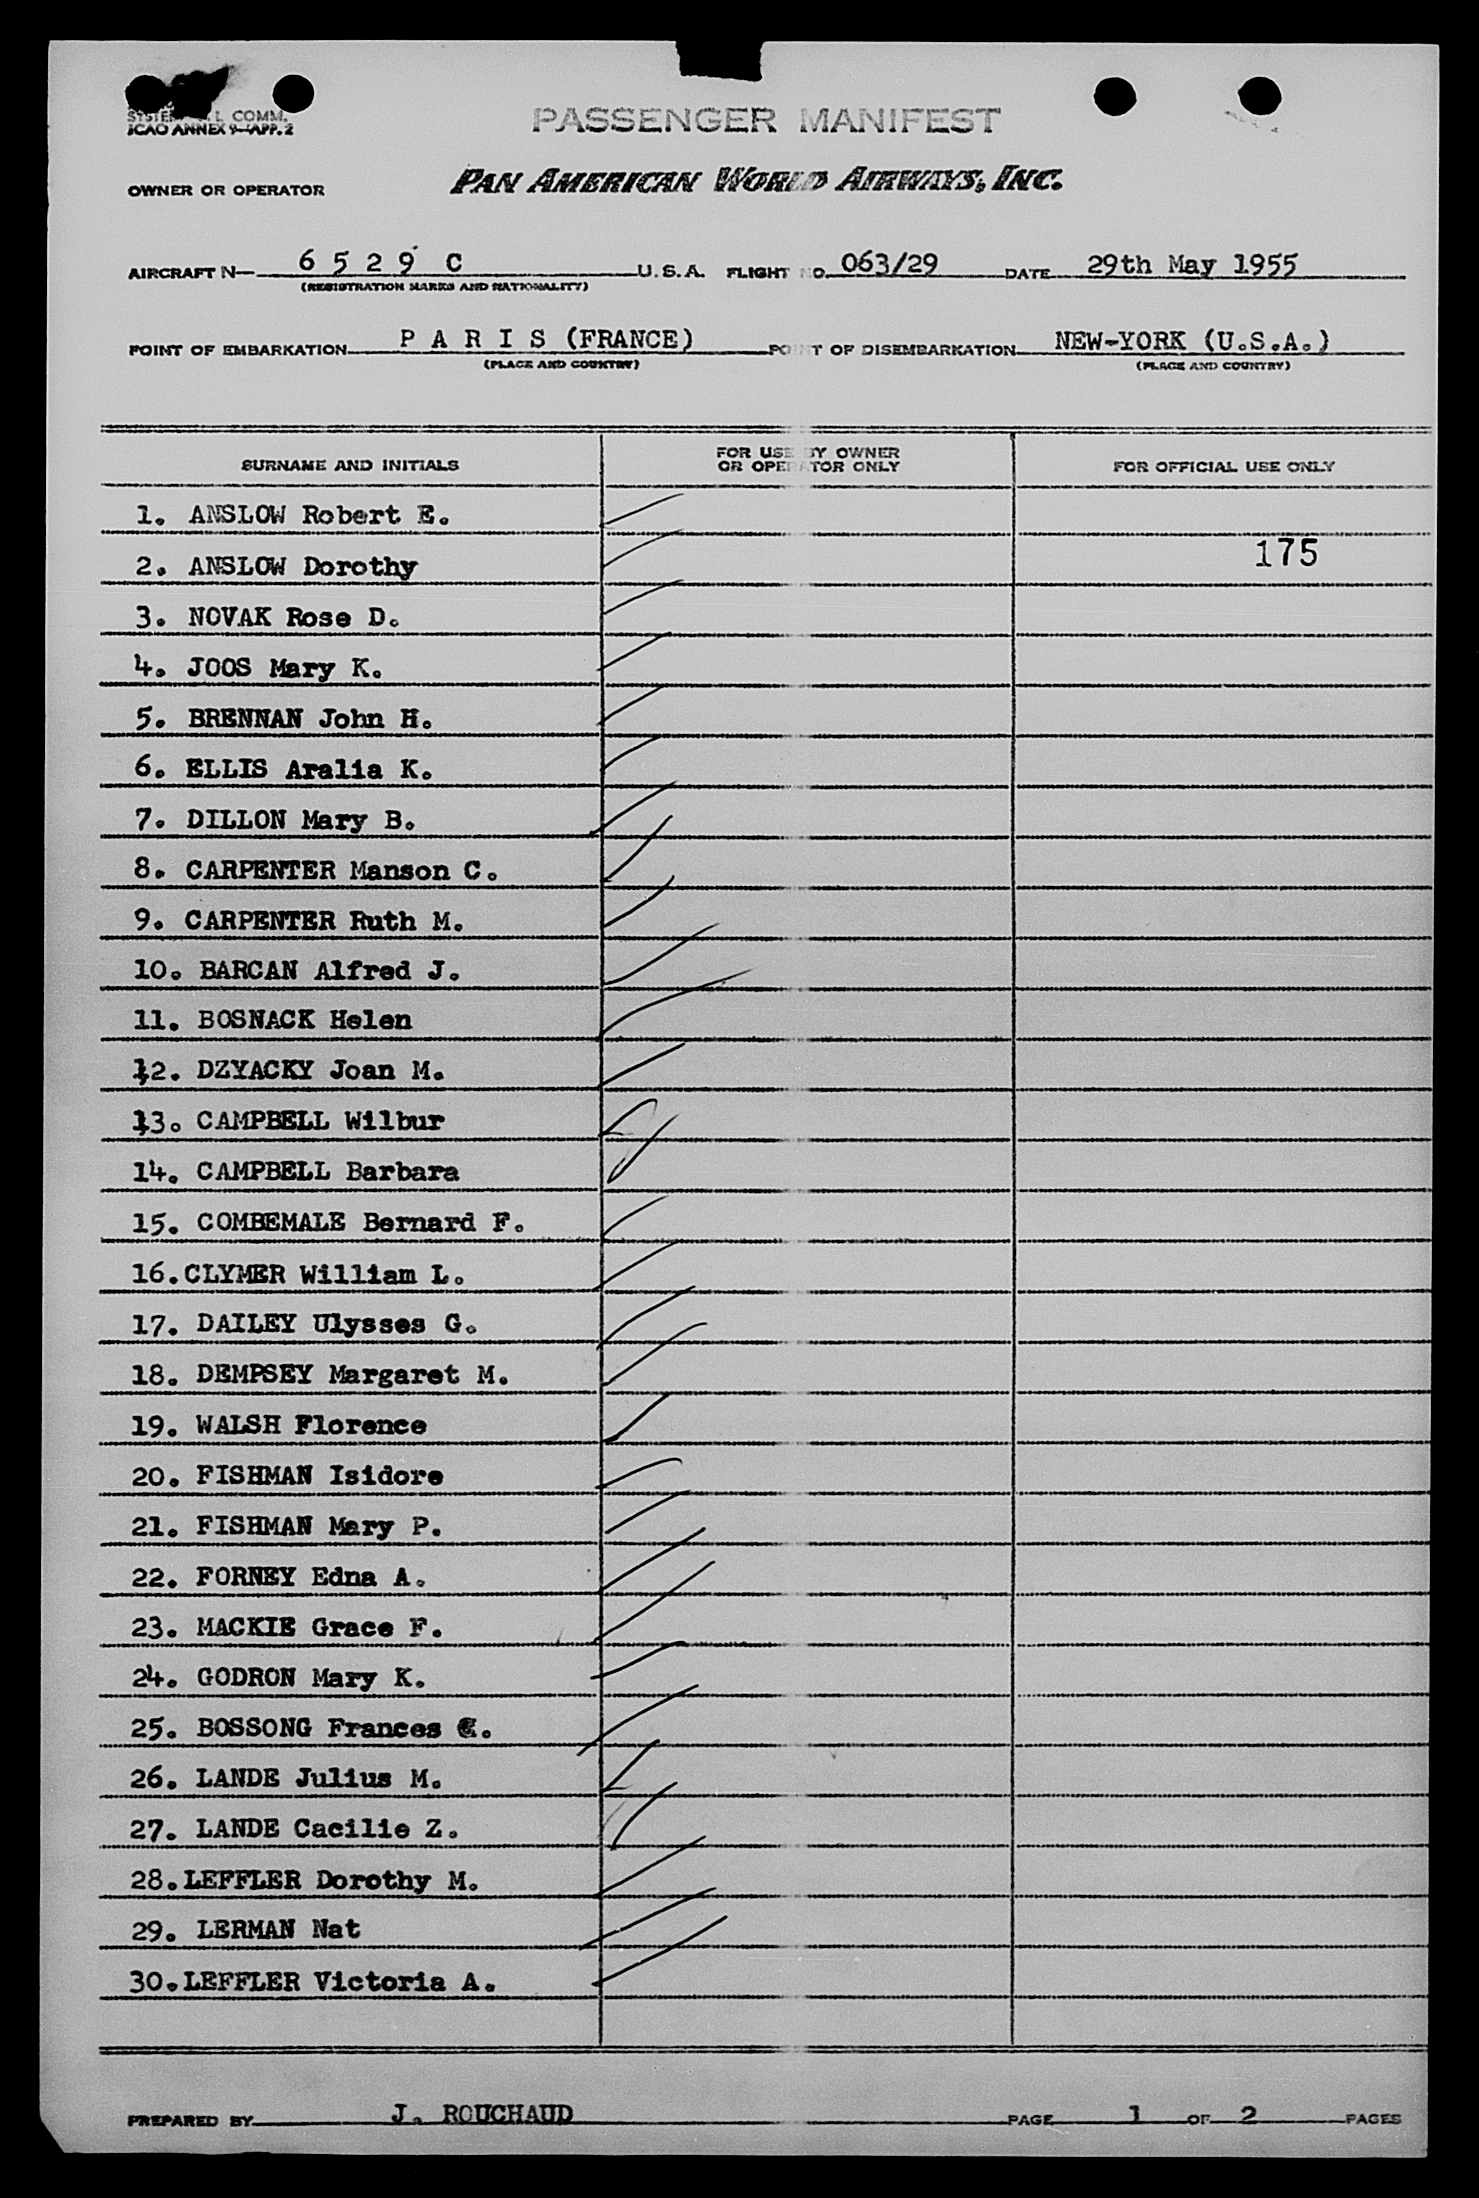 SYSTEM L COMM.
ICAO ANNEX 9-(APP. 2
PASSENGER MANIFEST
OWNER OR OPERATOR PAN AMERICAN WORLD AIRWAYS, INC.
AIRCRAFT N— 6 5 2 9 C U.S.A. FLIGHT NO. 063/29 DATE 29th May 1955
(REGISTRATION MARKS AND NATIONALITY)
POINT OF EMBARKATION P A R I S (FRANCE) POINT OF DISEMBARKATION NEW-YORK (U.S.A.)
(PLACE AND COUNTRY) (PLACE AND COUNTRY)
SURNAME AND INITIALS FOR USE BY OWNER OR OPERATOR ONLY FOR OFFICIAL USE ONLY
1. ANSLOW Robert E.
2. ANSLOW Dorothy 175
3. NOVAK Rose D.
4. JOOS Mary K.
5. BRENNAN John H.
6. ELLIS Aralia K.
7. DILLON Mary B.
8. CARPENTER Manson C.
9. CARPENTER Ruth M.
10. BARCAN Alfred J.
11. BOSNACK Helen
12. DZYACKY Joan M.
13. CAMPBELL Wilbur
14. CAMPBELL Barbara
15. COMBEMALE Bernard F.
16. CLYMER William L.
17. DAILEY Ulysses G.
18. DEMPSEY Margaret M.
19. WALSH Florence
20. FISHMAN Isidore
21. FISHMAN Mary P.
22. FORNEY Edna A.
23. MACKIE Grace F.
24. GODRON Mary K.
25. BOSSONG Frances C.
26. LANDE Julius M.
27. LANDE Cacilie Z.
28. LEFFLER Dorothy M.
29. LERMAN Nat
30. LEFFLER Victoria A.
PREPARED BY J. ROUCHAUD PAGE 1 OF 2 PAGES